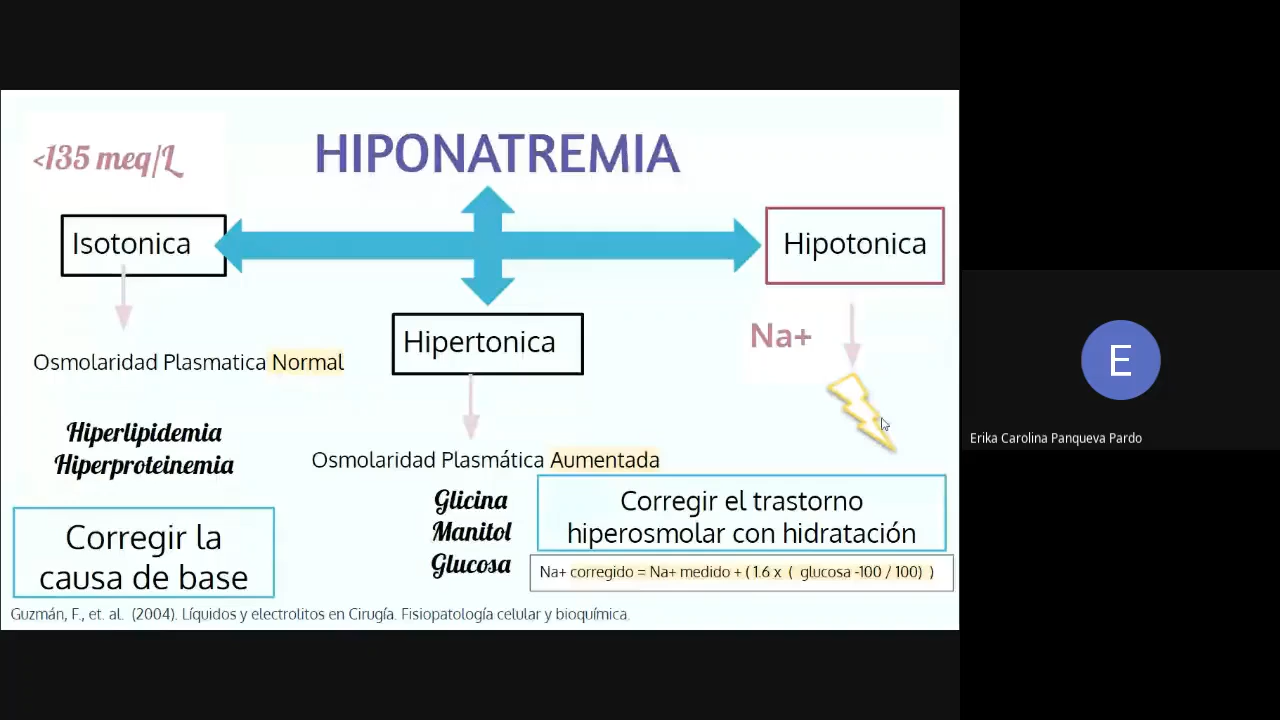 <135 meq/L
HIPONATREMIA
Isotonica
Hipotonica
Hipertonica
Na+
Osmolaridad Plasmatica Normal
Hiperlipidemia
Hiperproteinemia
Osmolaridad Plasmática Aumentada
Glicina
Manitol
Glucosa
Corregir el trastorno
hiperosmolar con hidratación
Corregir la
causa de base
Na+ corregido = Na+ medido + ( 1.6 x ( glucosa -100 / 100) )
Guzmán, F., et. al. (2004). Líquidos y electrolitos en Cirugía. Fisiopatología celular y bioquímica.
E
Erika Carolina Panqueva Pardo